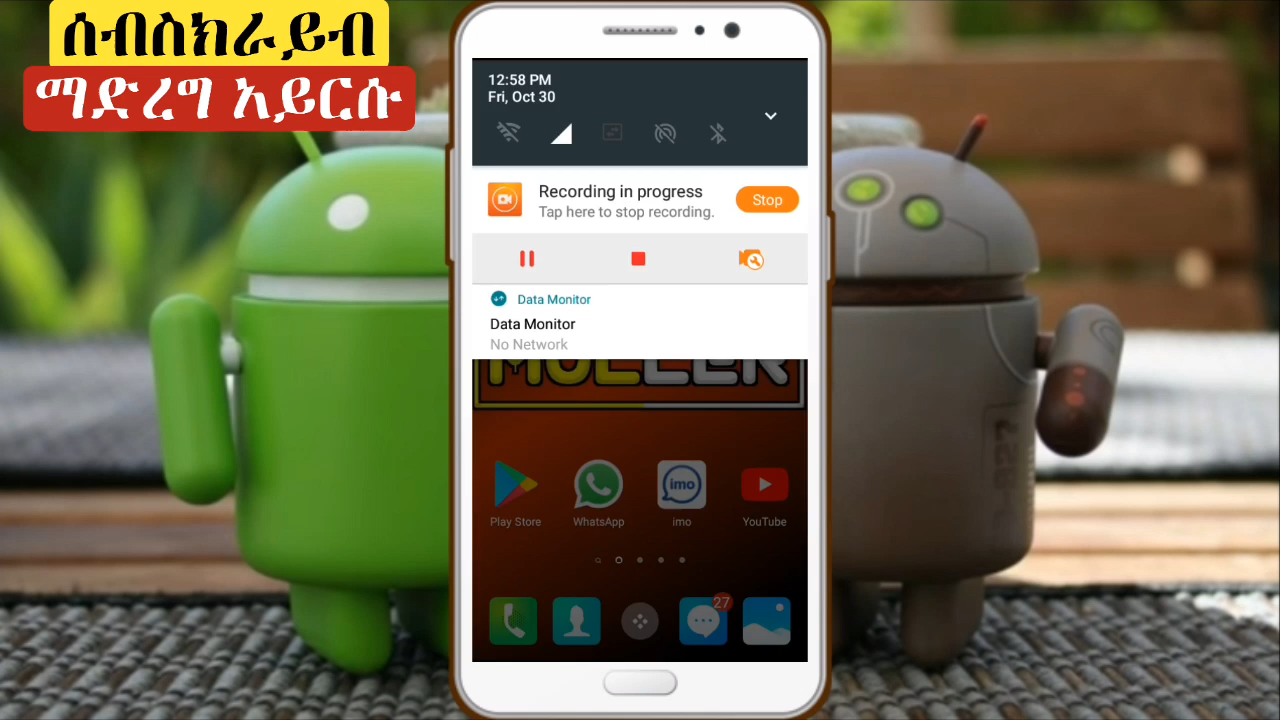 ሰብስክራይብ
ማድረግ አይርሱ
12:58 PM
Fri, Oct 30
Recording in progress
Tap here to stop recording.
Stop
Data Monitor
Data Monitor
No Network
MULLER
Play Store
WhatsApp
imo
imo
YouTube
27